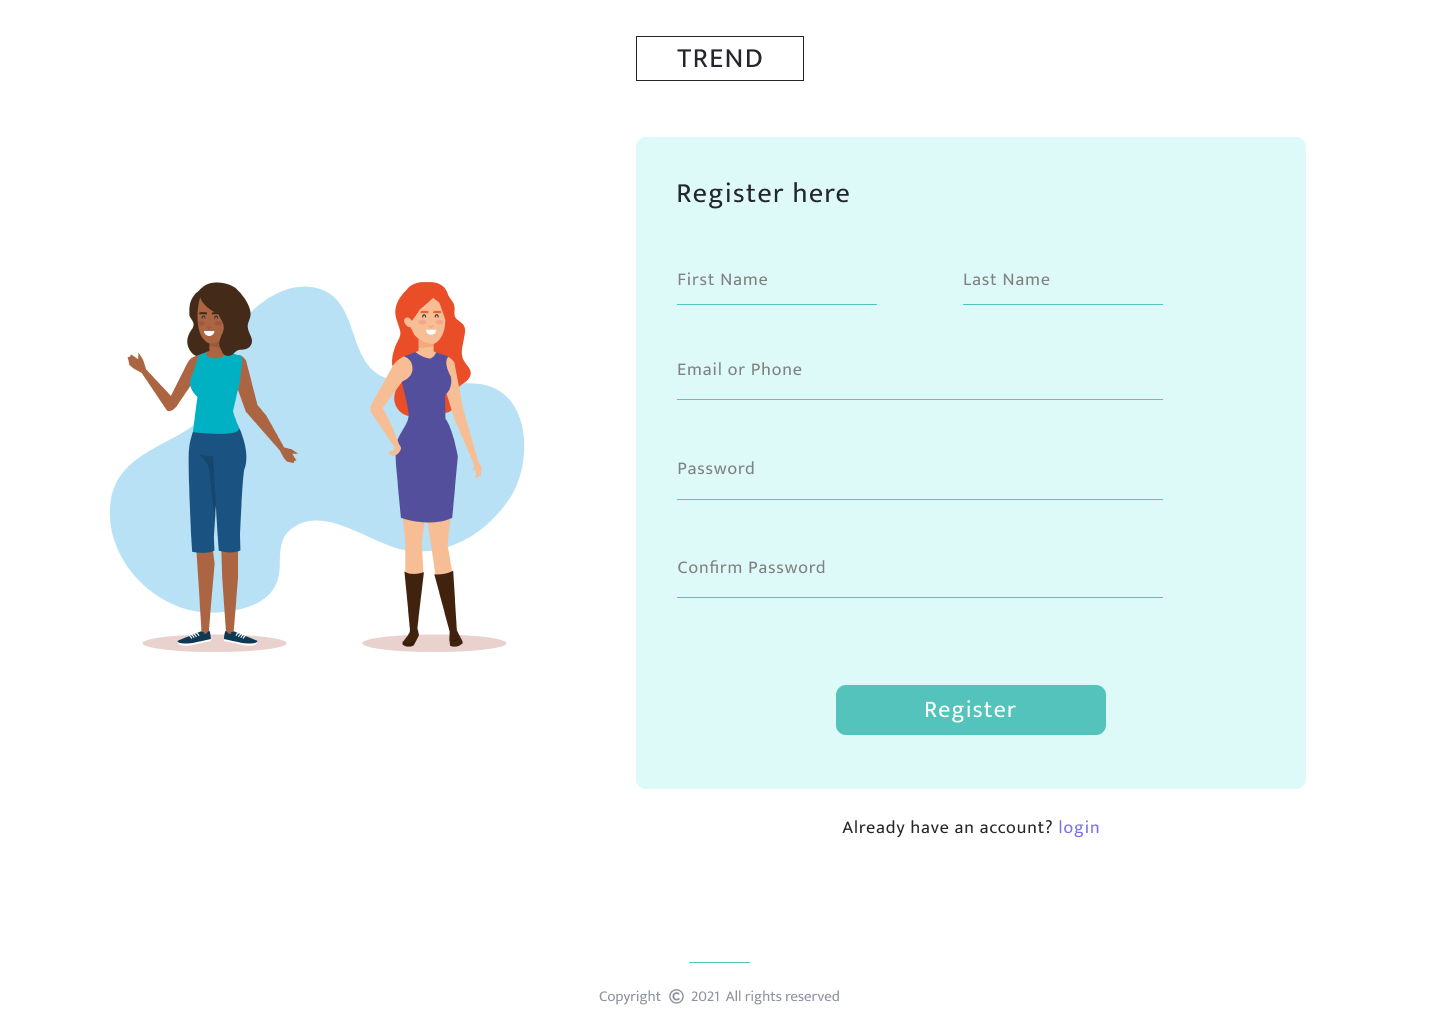 TREND
Register here
First Name Last Name
Email or Phone
Password
Confirm Password
Register
Already have an account? login
Copyright © 2021 All rights reserved